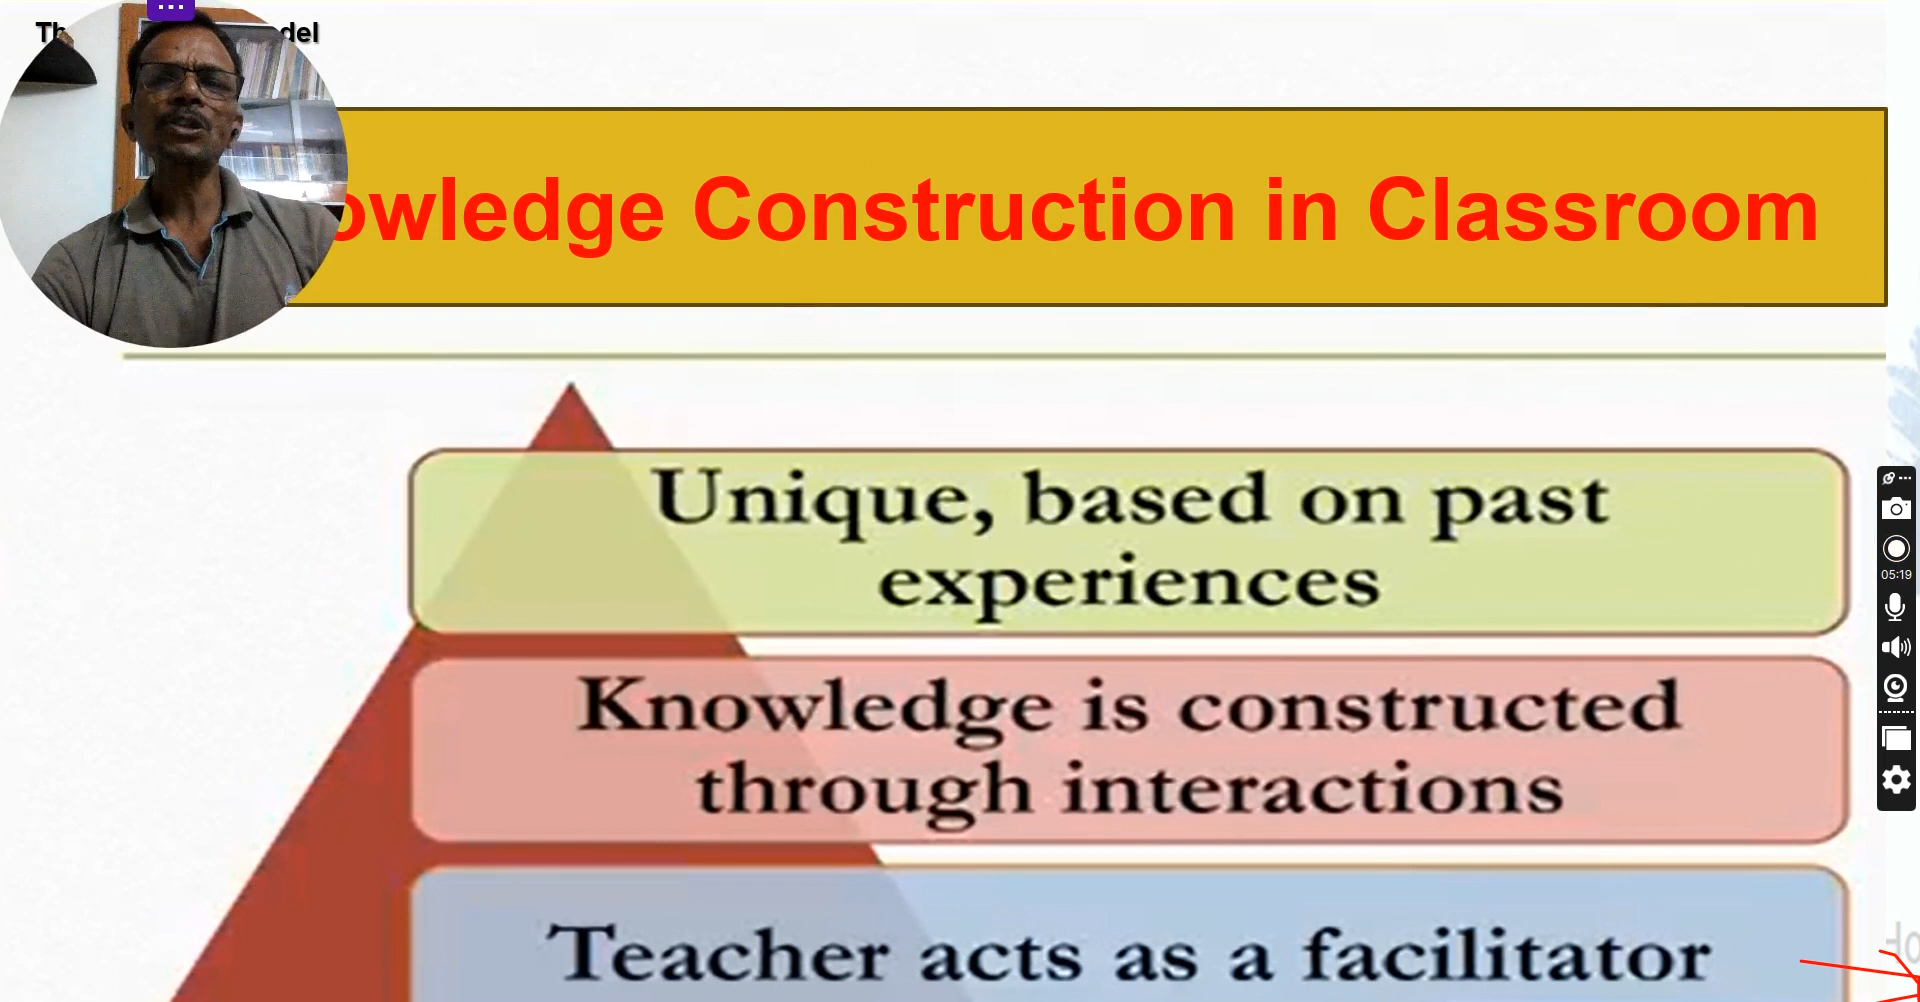 del
owledge Construction in Classroom
Unique, based on past
experiences
Knowledge is constructed
through interactions
Teacher acts as a facilitator
05:19